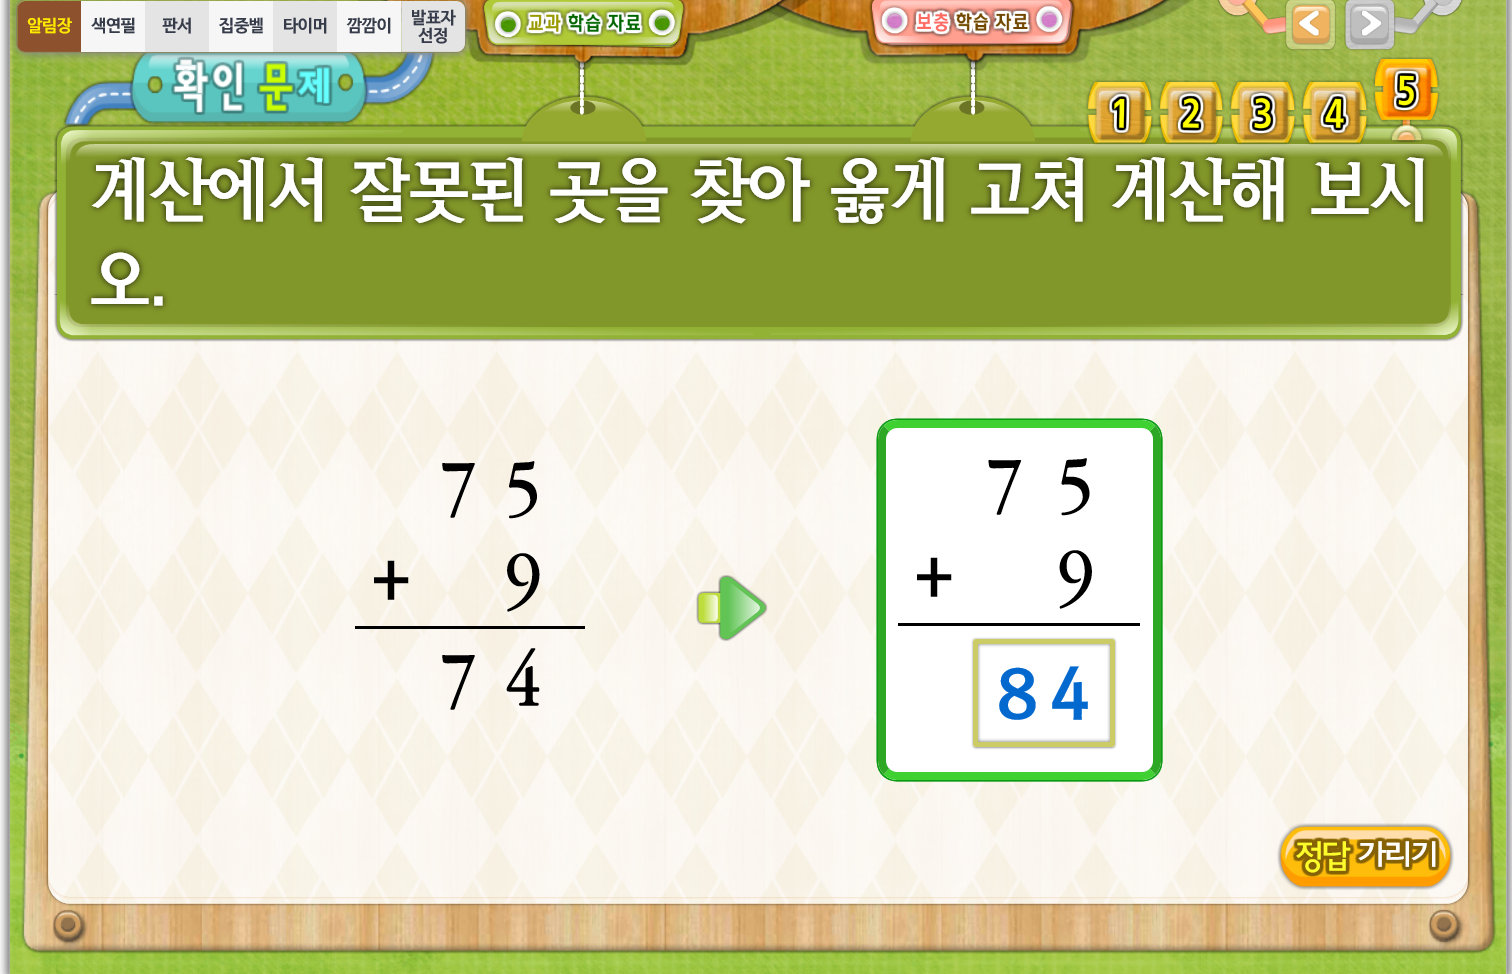 알림장 색연필 판서 집중벨 타이머 깜깜이 발표자 선정
교과 학습 자료 보충 학습 자료
확인 문제
1 2 3 4 5
계산에서 잘못된 곳을 찾아 옳게 고쳐 계산해 보시
오.
7 5 7 5
+ 9 + 9
7 4 8 4
정답 가리기